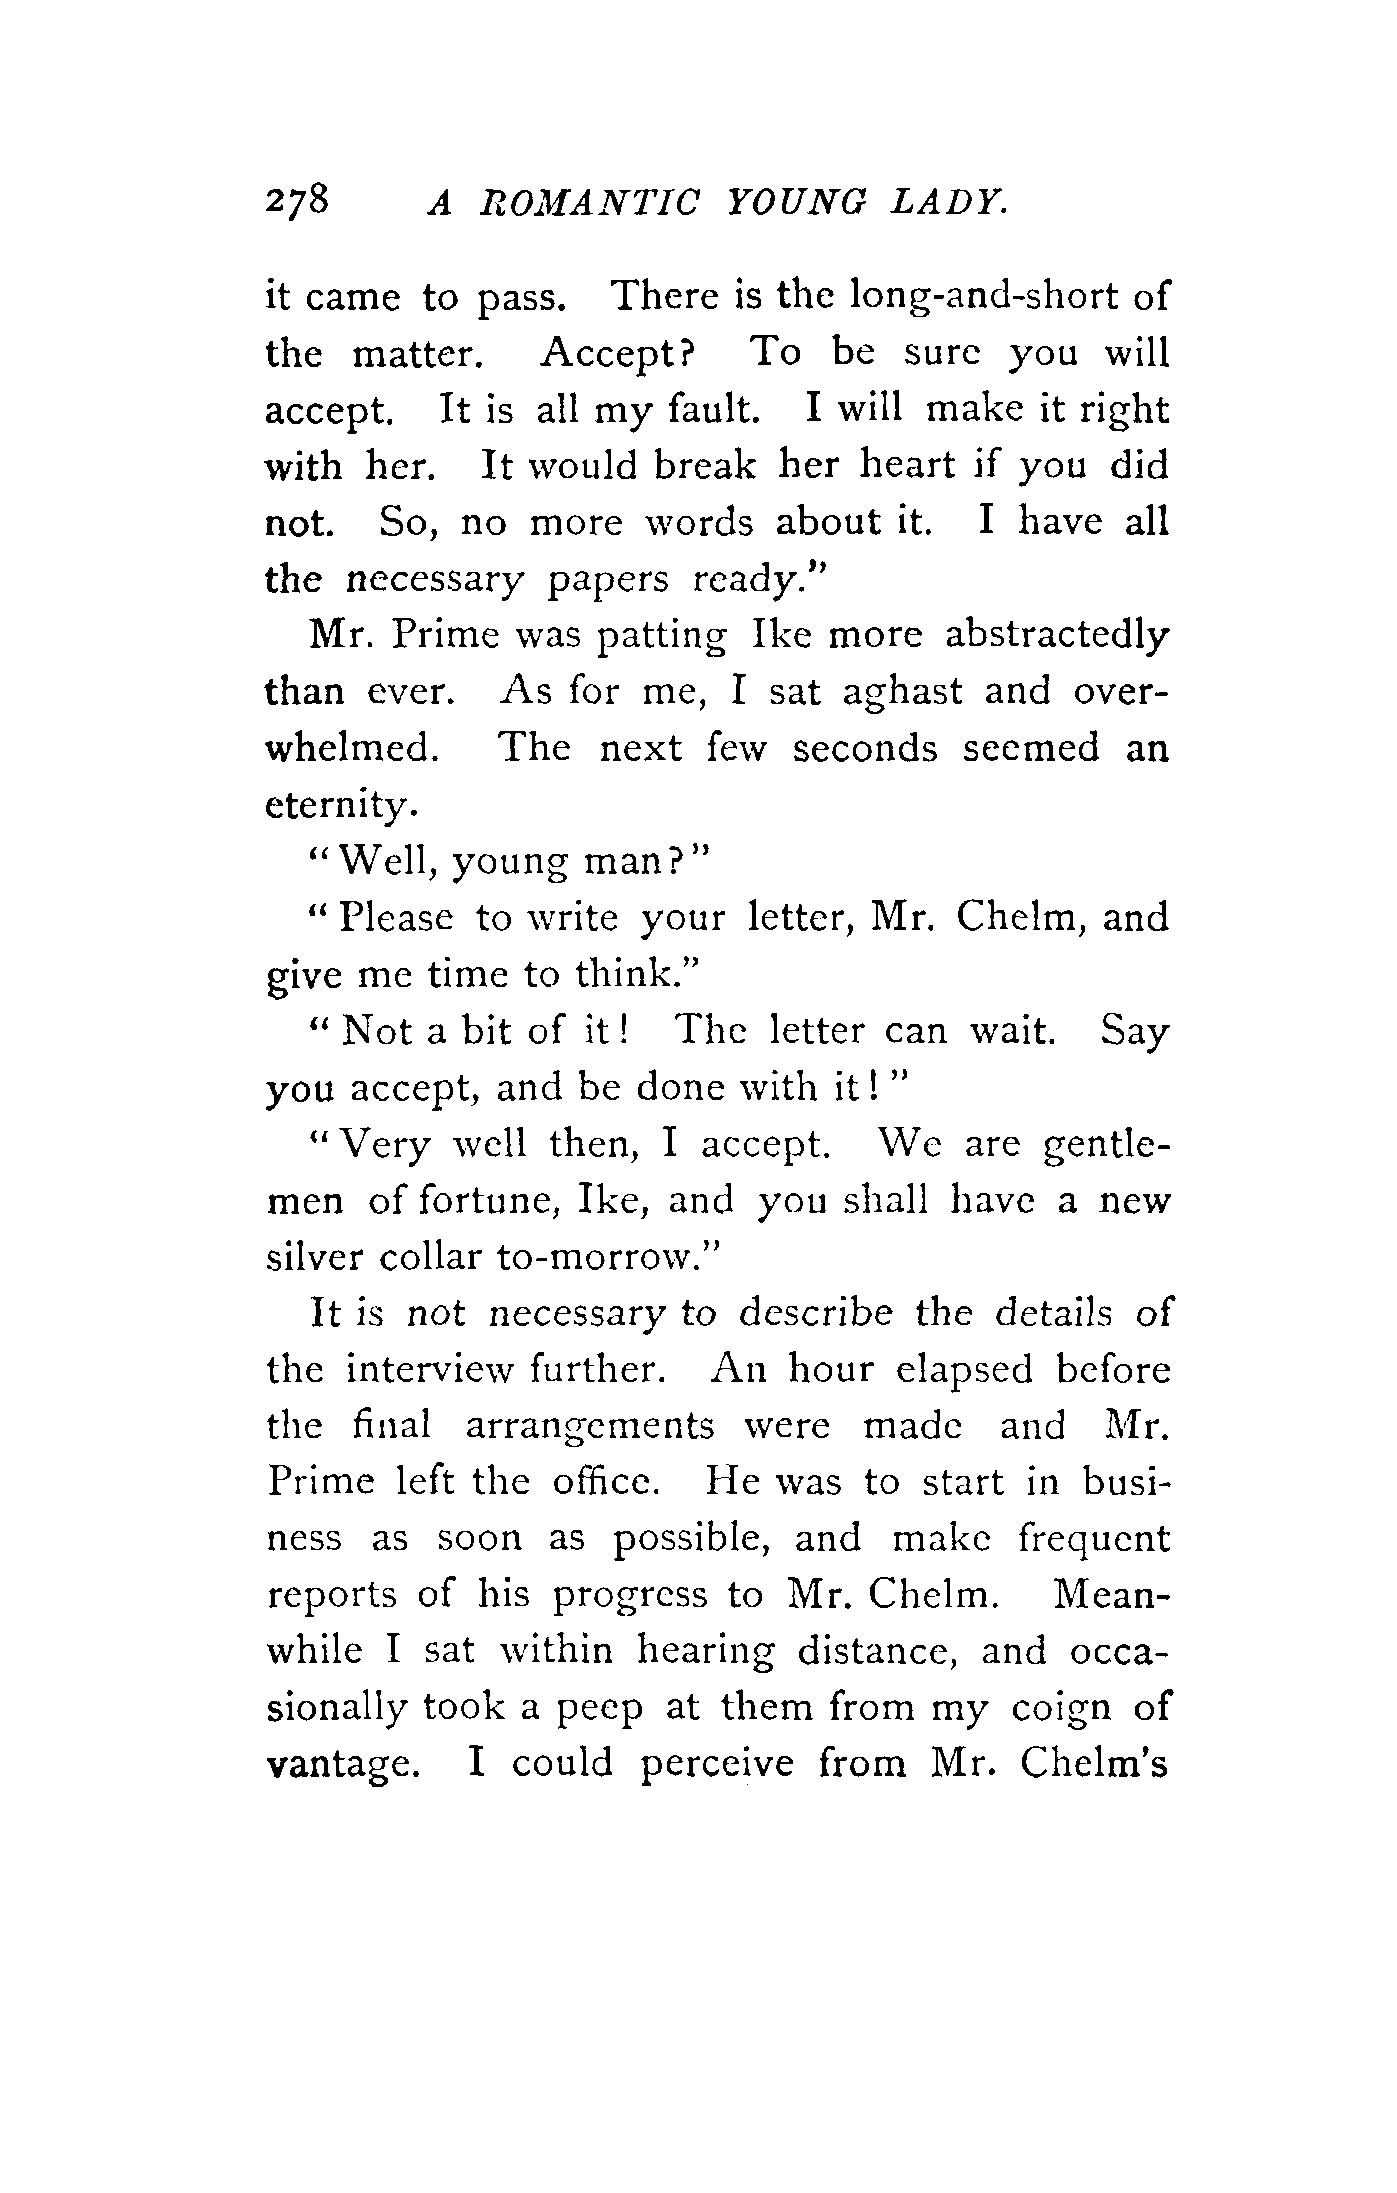 278 A ROMANTIC YOUNG LADY.
it came to pass. There is the long-and-short of
the matter. Accept? To be sure you will
accept. It is all my fault. I will make it right
with her. It would break her heart if you did
not. So, no more words about it. I have all
the necessary papers ready."
Mr. Prime was patting Ike more abstractedly
than ever. As for me, I sat aghast and over-
whelmed. The next few seconds seemed an
eternity.
"Well, young man?"
"Please to write your letter, Mr. Chelm, and
give me time to think."
"Not a bit of it! The letter can wait. Say
you accept, and be done with it!"
"Very well then, I accept. We are gentle-
men of fortune, Ike, and you shall have a new
silver collar to-morrow."
It is not necessary to describe the details of
the interview further. An hour elapsed before
the final arrangements were made and Mr.
Prime left the office. He was to start in busi-
ness as soon as possible, and make frequent
reports of his progress to Mr. Chelm. Mean-
while I sat within hearing distance, and occa-
sionally took a peep at them from my coign of
vantage. I could perceive from Mr. Chelm's